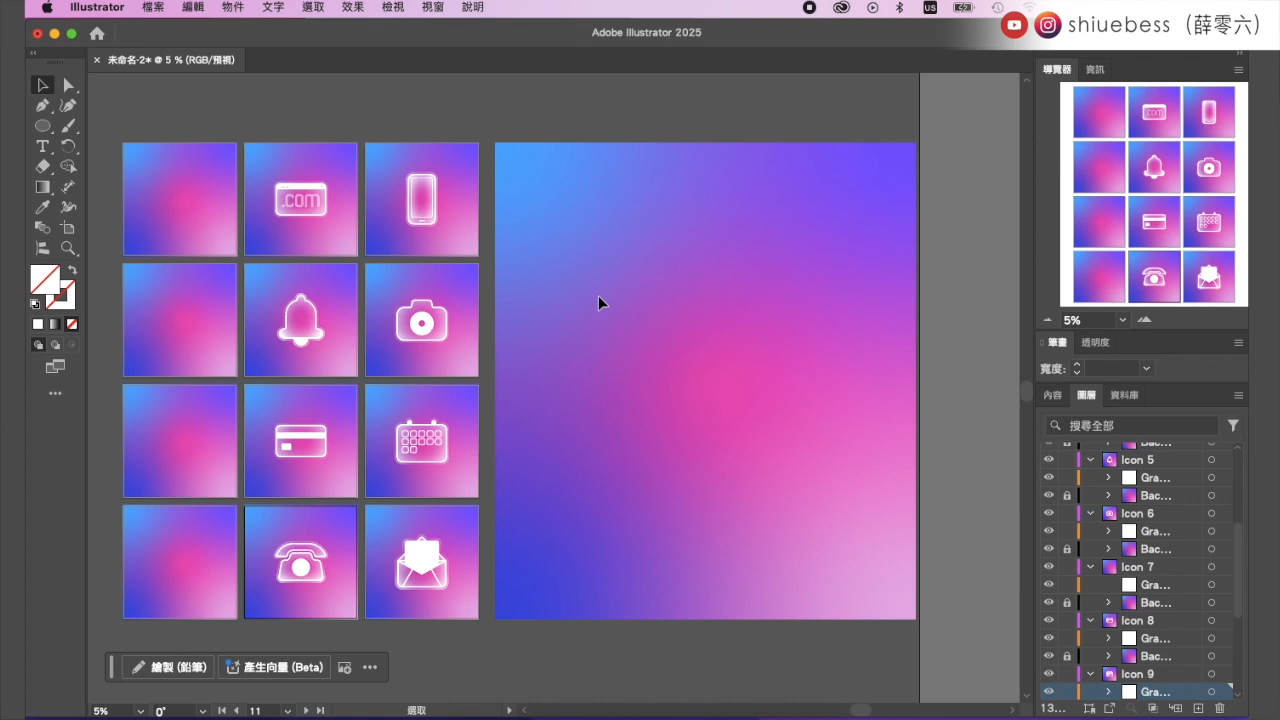 Illustrator 檔案 編輯 物件 文字 選取 效果 檢視 視窗 說明
US
shiuebess (薛零六)
Adobe Illustrator 2025
× 未命名-2* @ 5 % (RGB/預視)
導覽器 資訊
.com
5%
筆畫 透明度
寬度:
內容 圖層 資料庫
搜尋全部
Bac...
Icon 5
Gra...
Bac...
Icon 6
Gra...
Bac...
Icon 7
Gra...
Bac...
Icon 8
Gra...
Bac...
Icon 9
Gra...
13...
繪製 (鉛筆) 產生向量 (Beta)
5% 0° 11 選取